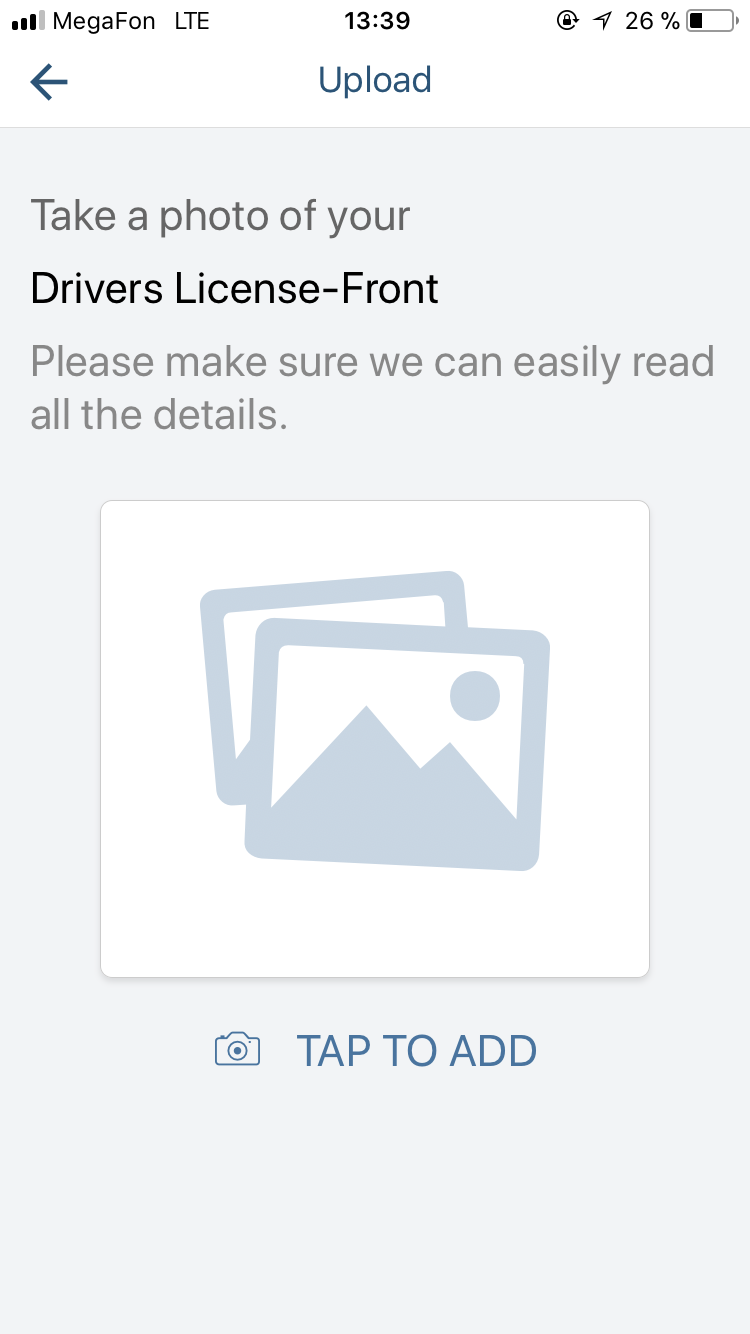 MegaFon LTE 13:39 26 %
Upload
Take a photo of your
Drivers License-Front
Please make sure we can easily read
all the details.
TAP TO ADD